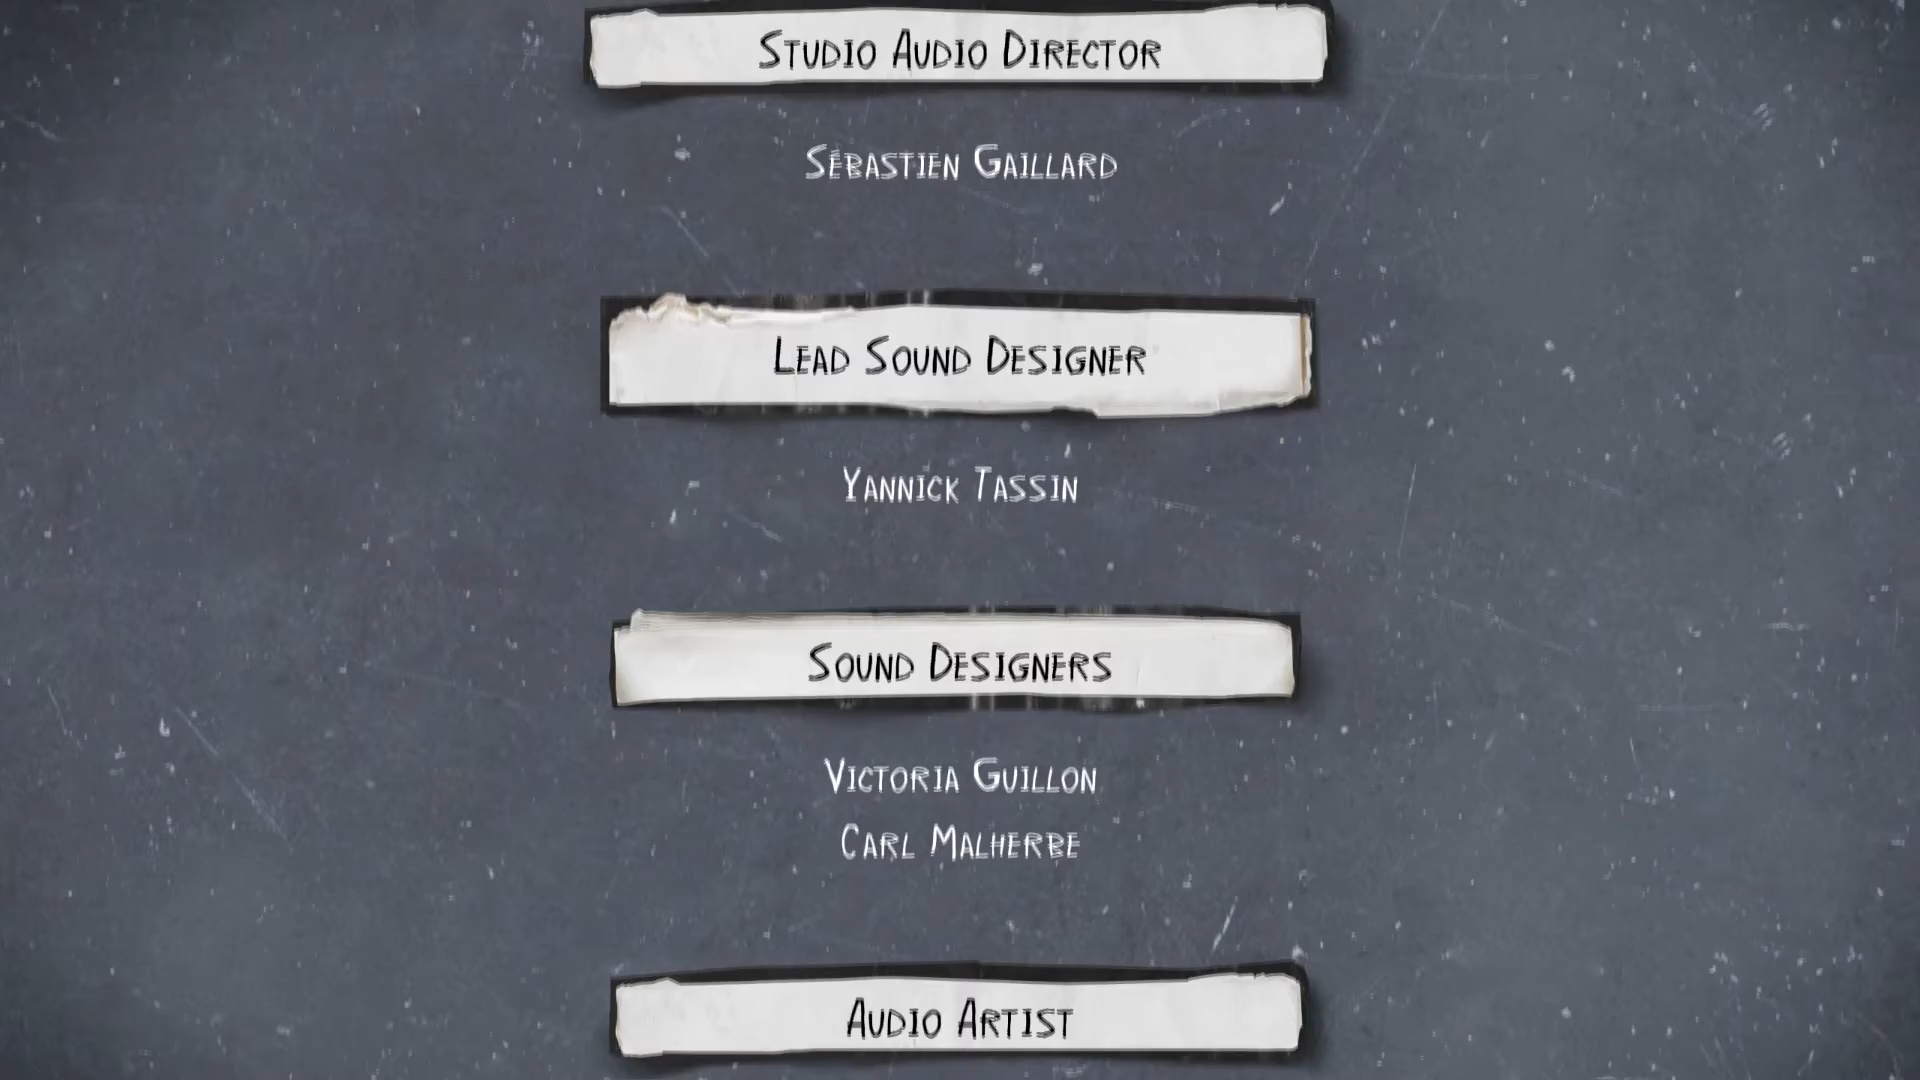 Studio Audio Director
Sébastien Gaillard
Lead Sound Designer
Yannick Tassin
Sound Designers
Victoria Guillon
Carl Malherbe
Audio Artist